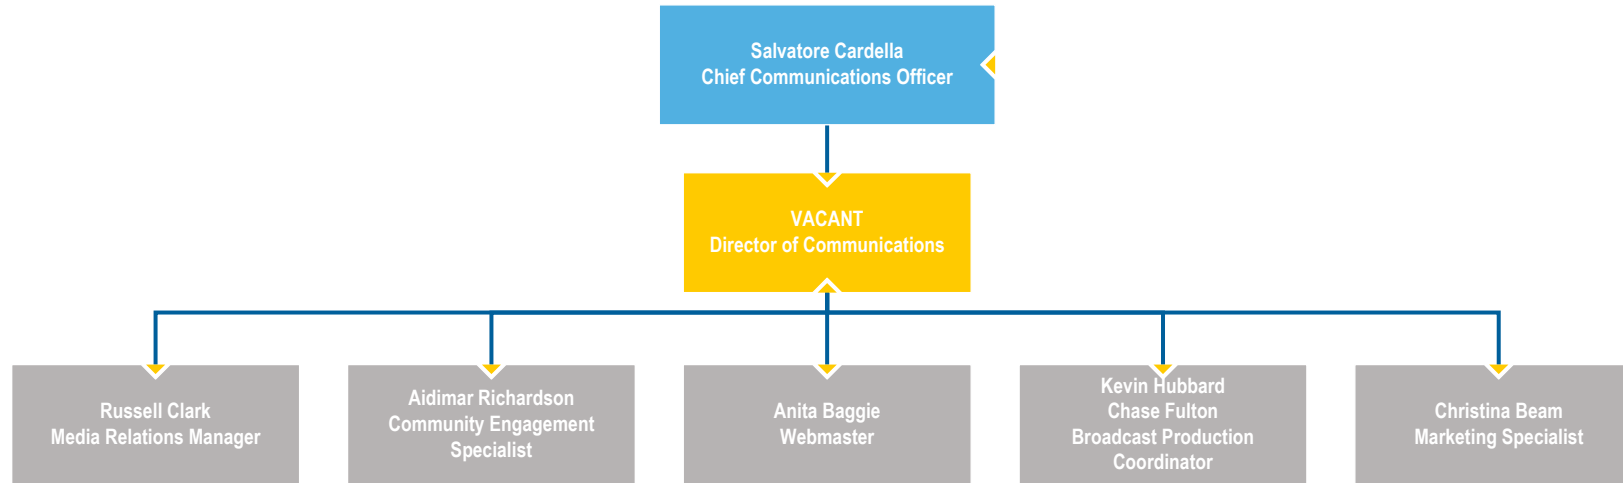 Salvatore Cardella
Chief Communications Officer
VACANT
Director of Communications
Russell Clark
Media Relations Manager
Aidimar Richardson
Community Engagement
Specialist
Anita Baggie
Webmaster
Kevin Hubbard
Chase Fulton
Broadcast Production
Coordinator
Christina Beam
Marketing Specialist